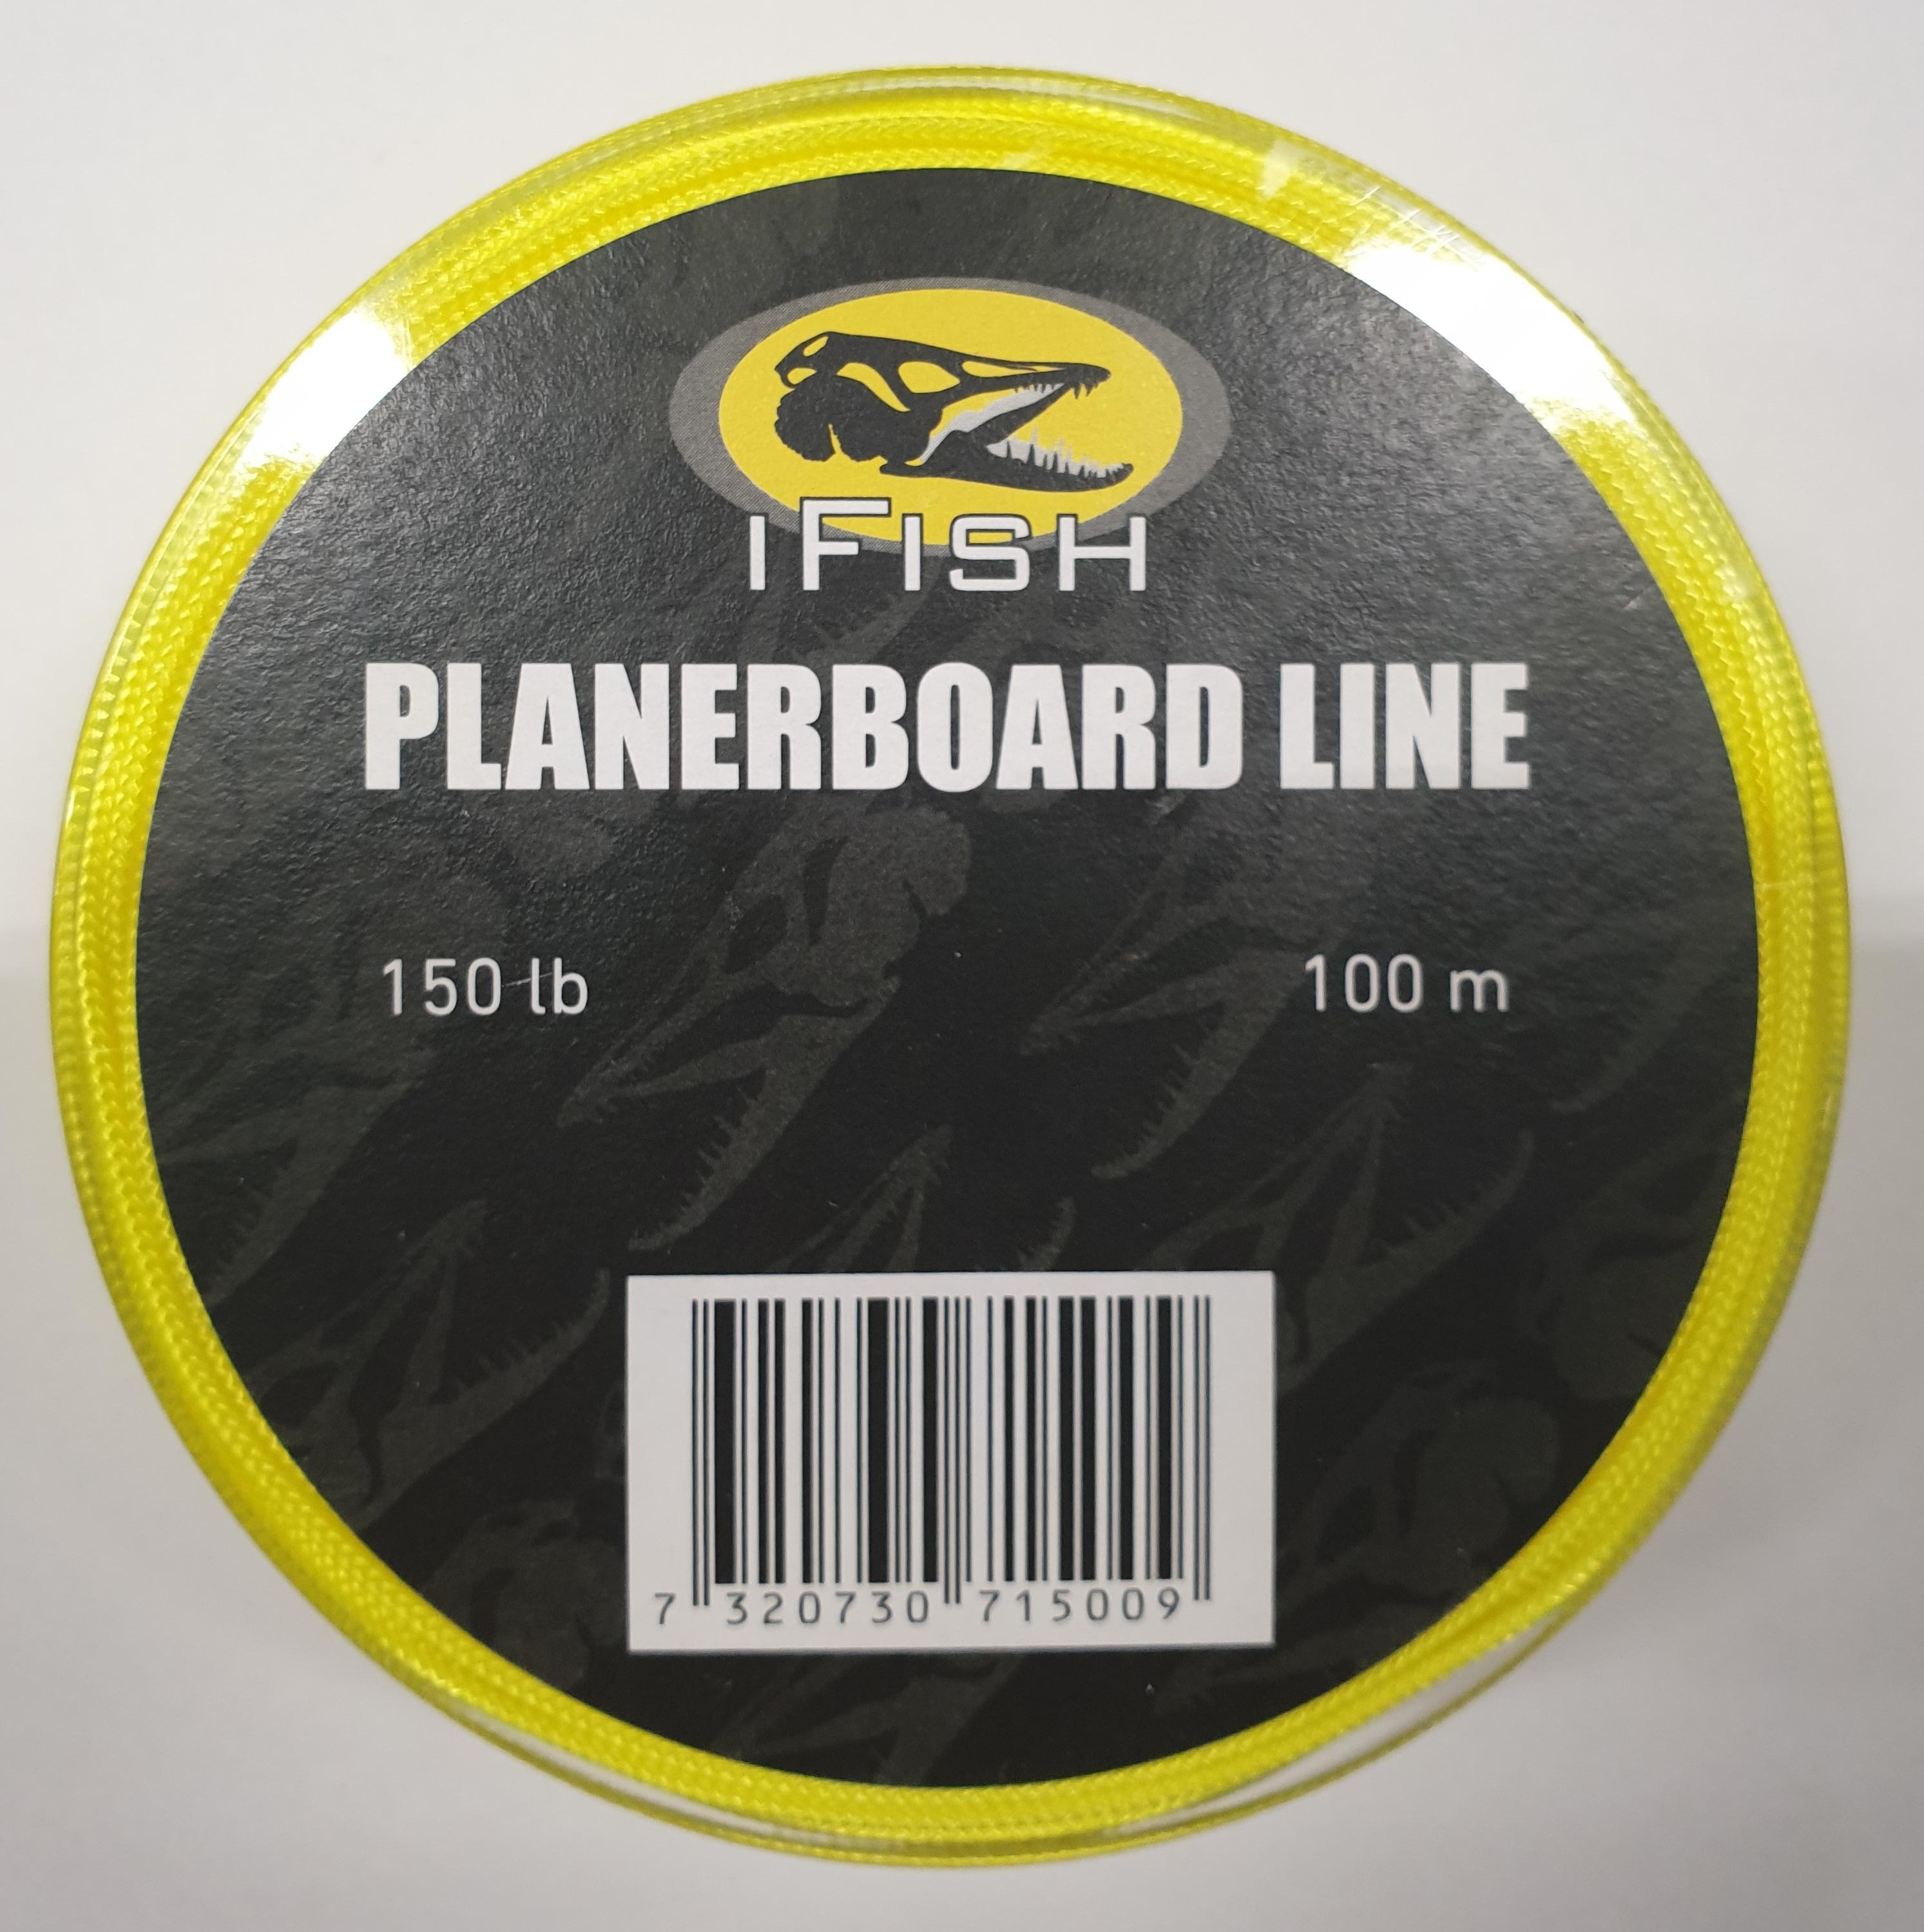 iFISH
PLANERBOARD LINE
150 lb 100 m
7 320730 715009